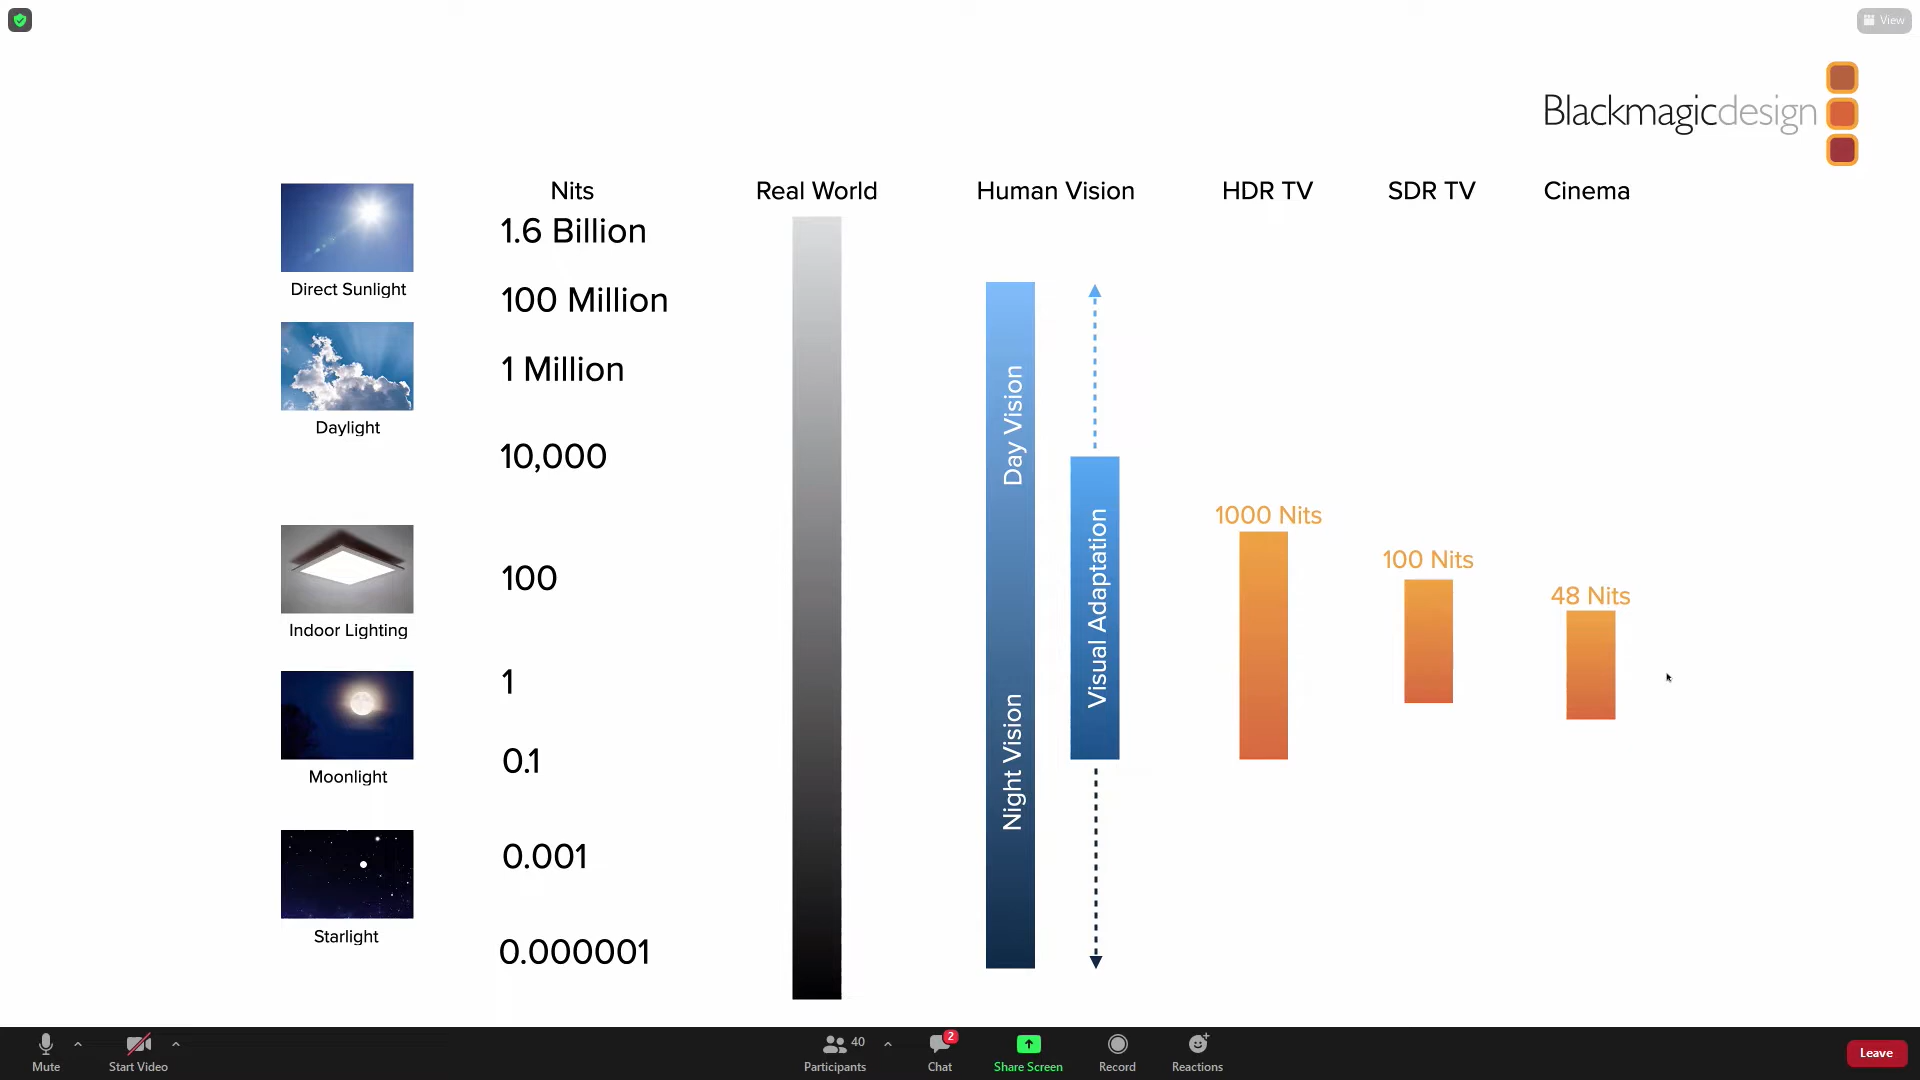 View
Blackmagicdesign
Nits
Real World
Human Vision
HDR TV
SDR TV
Cinema
1.6 Billion
Direct Sunlight
100 Million
1 Million
Daylight
10,000
Day Vision
1000 Nits
Visual Adaptation
100 Nits
100
48 Nits
Indoor Lighting
1
Night Vision
0.1
Moonlight
0.001
Starlight
0.000001
Mute
Start Video
Participants
40
Chat
2
Share Screen
Record
Reactions
Leave